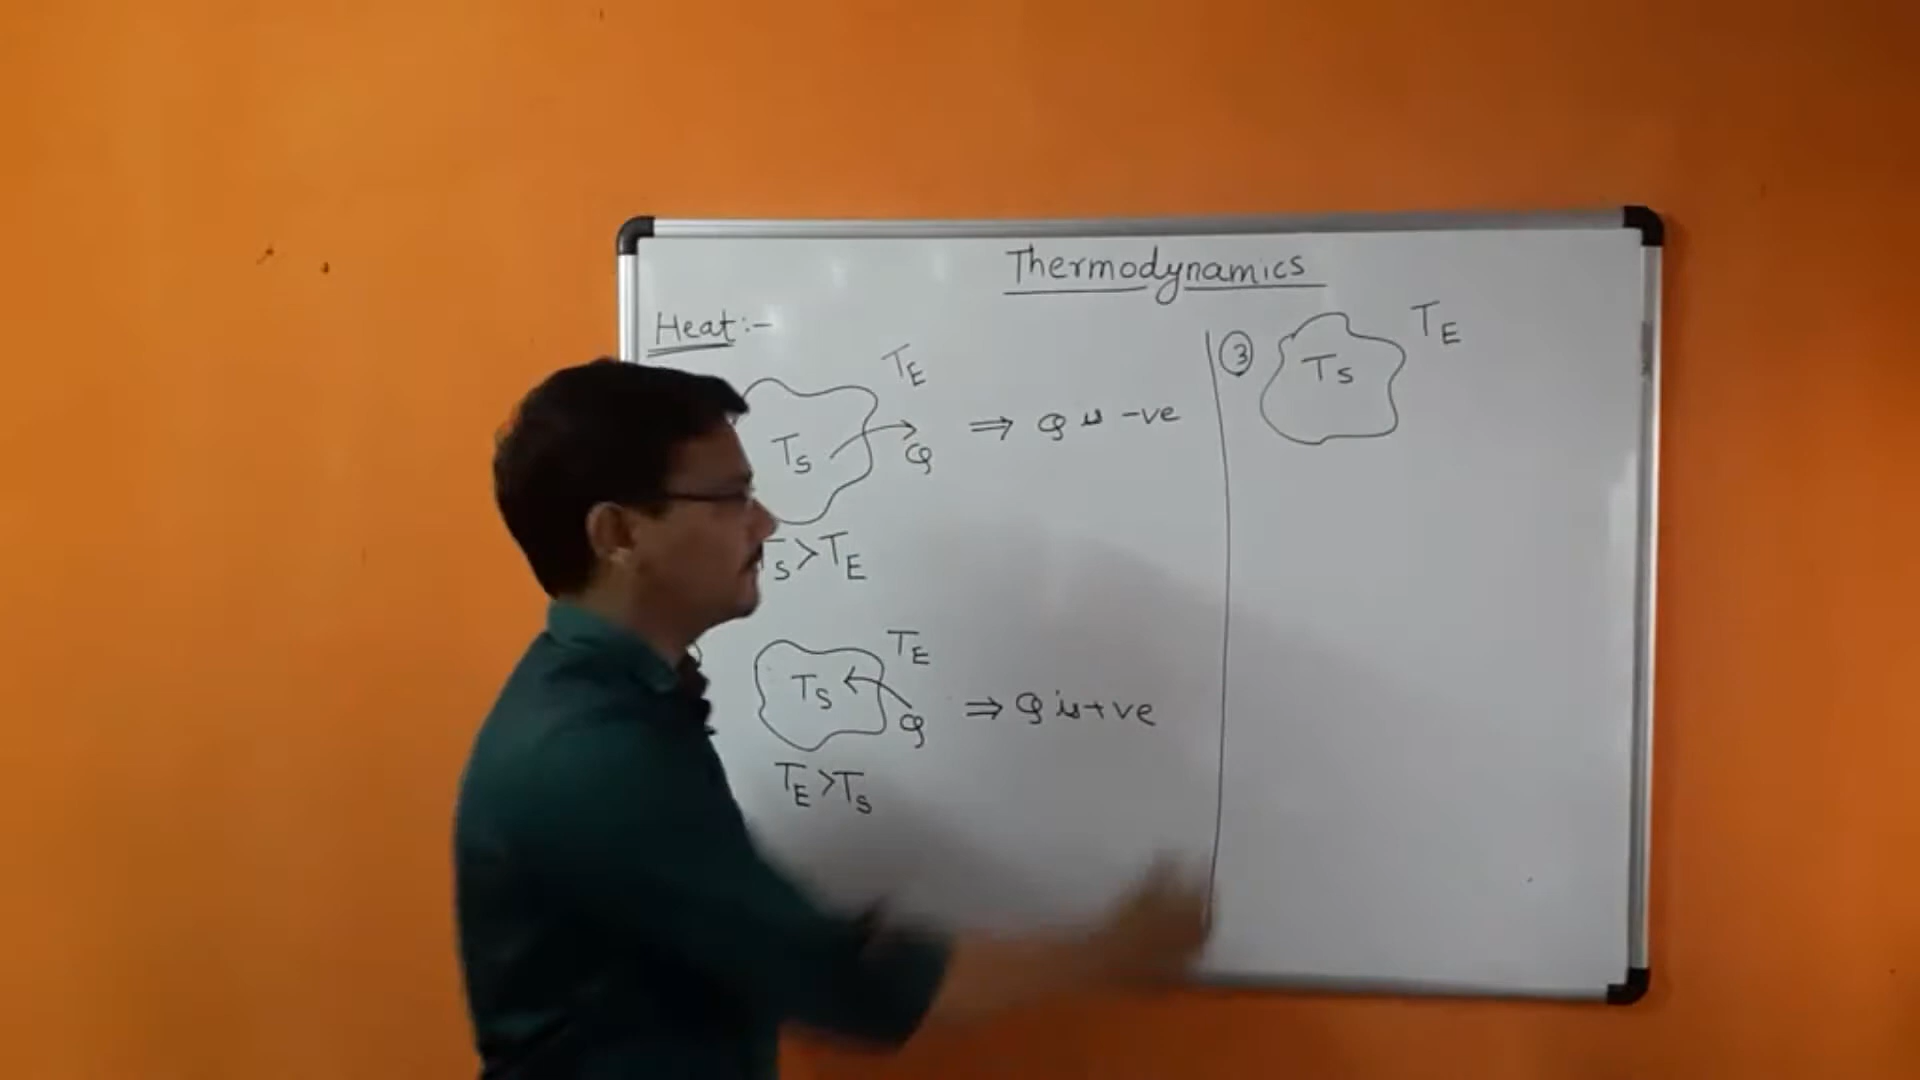 Thermodynamics
Heat:-
TE
TS
Q
⇒ Q is -ve
TS>TE
TE
TS
Q
⇒ Q is +ve
TE>TS
③
TS
TE